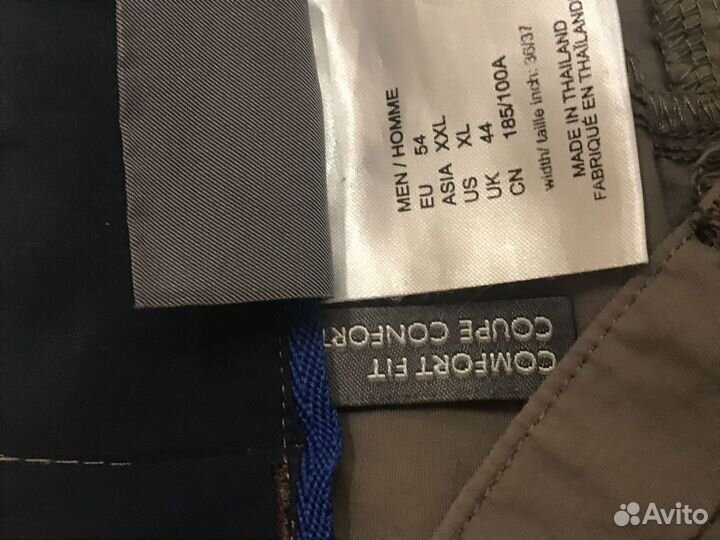 MEN / HOMME
EU 54
ASIA XXL
US XL
UK 44
CN 185/100A
width/ taille inch: 36/37
MADE IN THAILAND
FABRIQUÉ EN THAÏLAND
COMFORT FIT
COUPE CONFORT
Avito